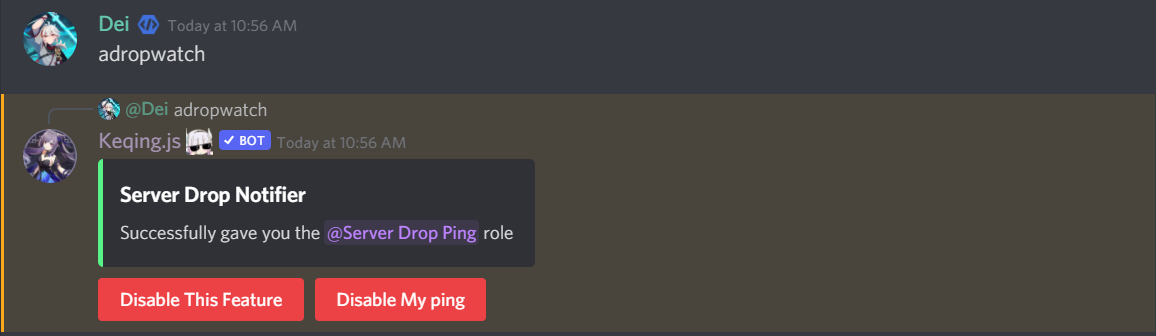 Dei Today at 10:56 AM
adropwatch
@Dei adropwatch
Keqing.js BOT Today at 10:56 AM
Server Drop Notifier
Successfully gave you the @Server Drop Ping role
Disable This Feature Disable My ping